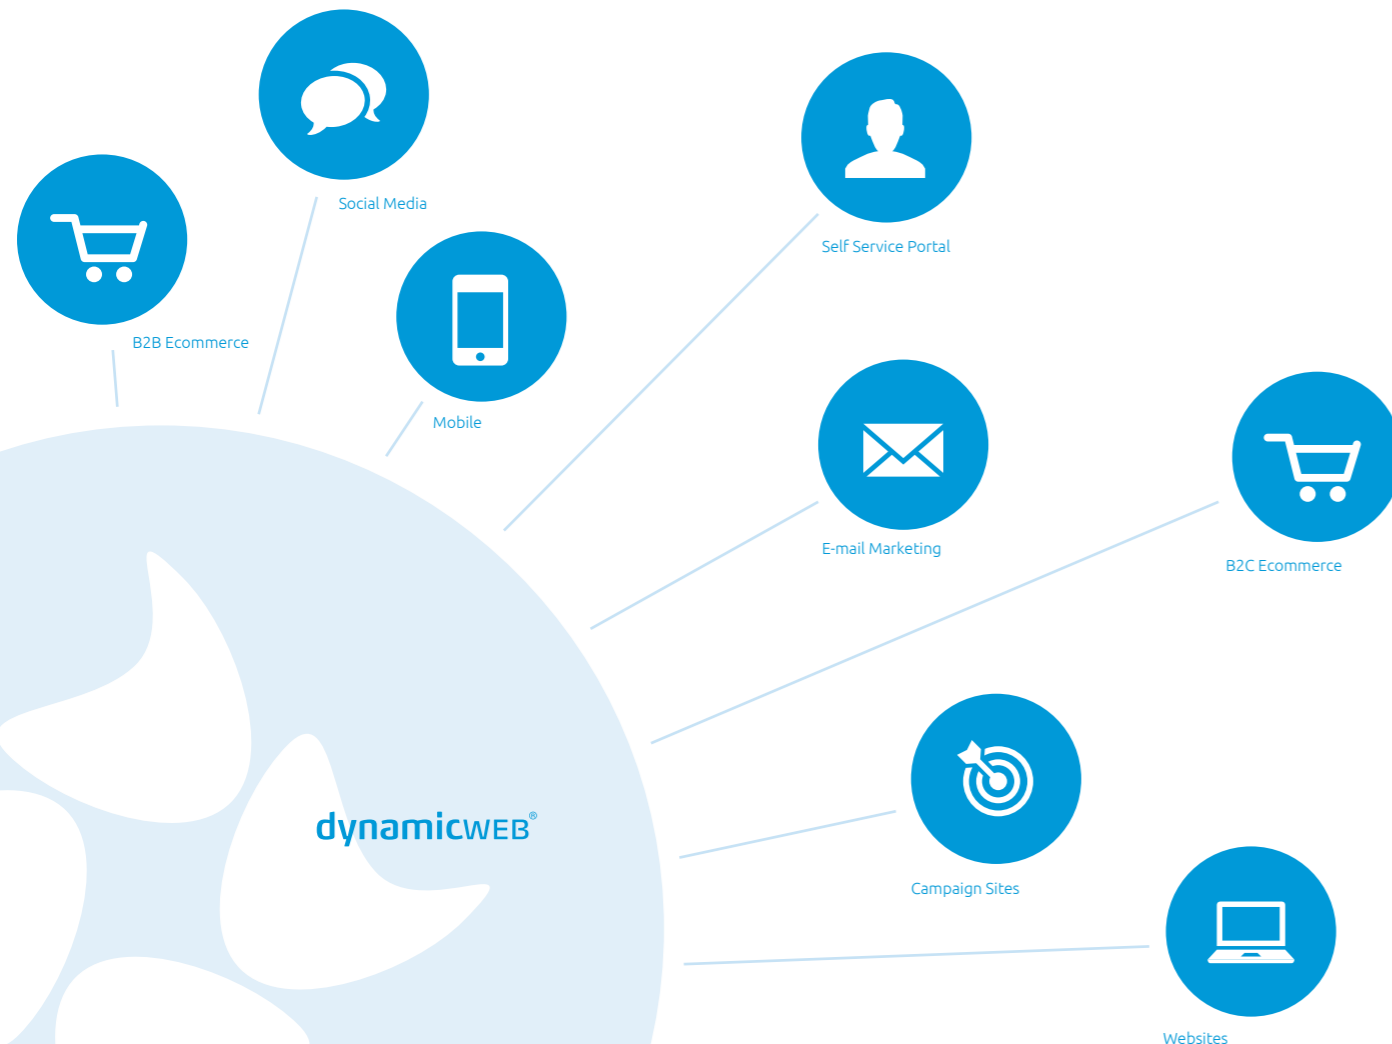 Social Media
Self Service Portal
B2B Ecommerce
Mobile
E-mail Marketing
B2C Ecommerce
dynamicWEB®
Campaign Sites
Websites